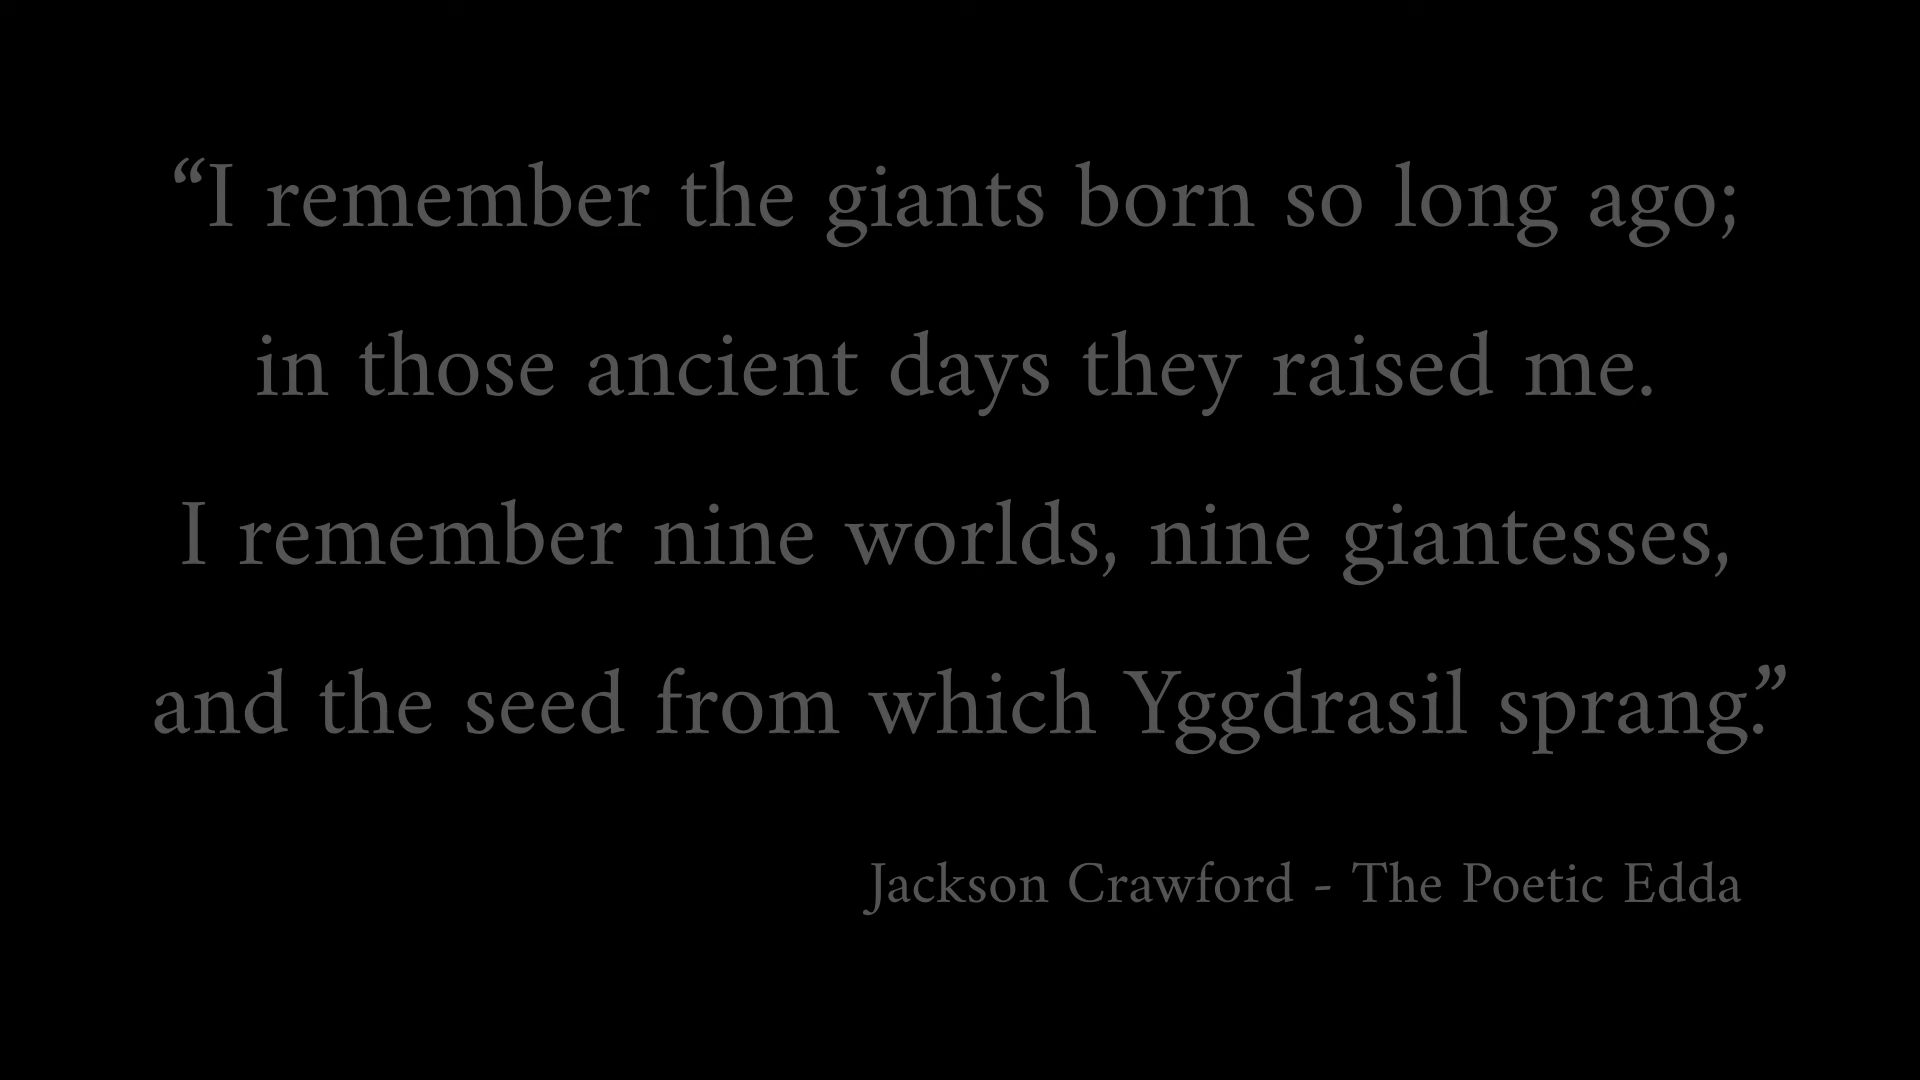 “I remember the giants born so long ago;
in those ancient days they raised me.
I remember nine worlds, nine giantesses,
and the seed from which Yggdrasil sprang.”
Jackson Crawford - The Poetic Edda